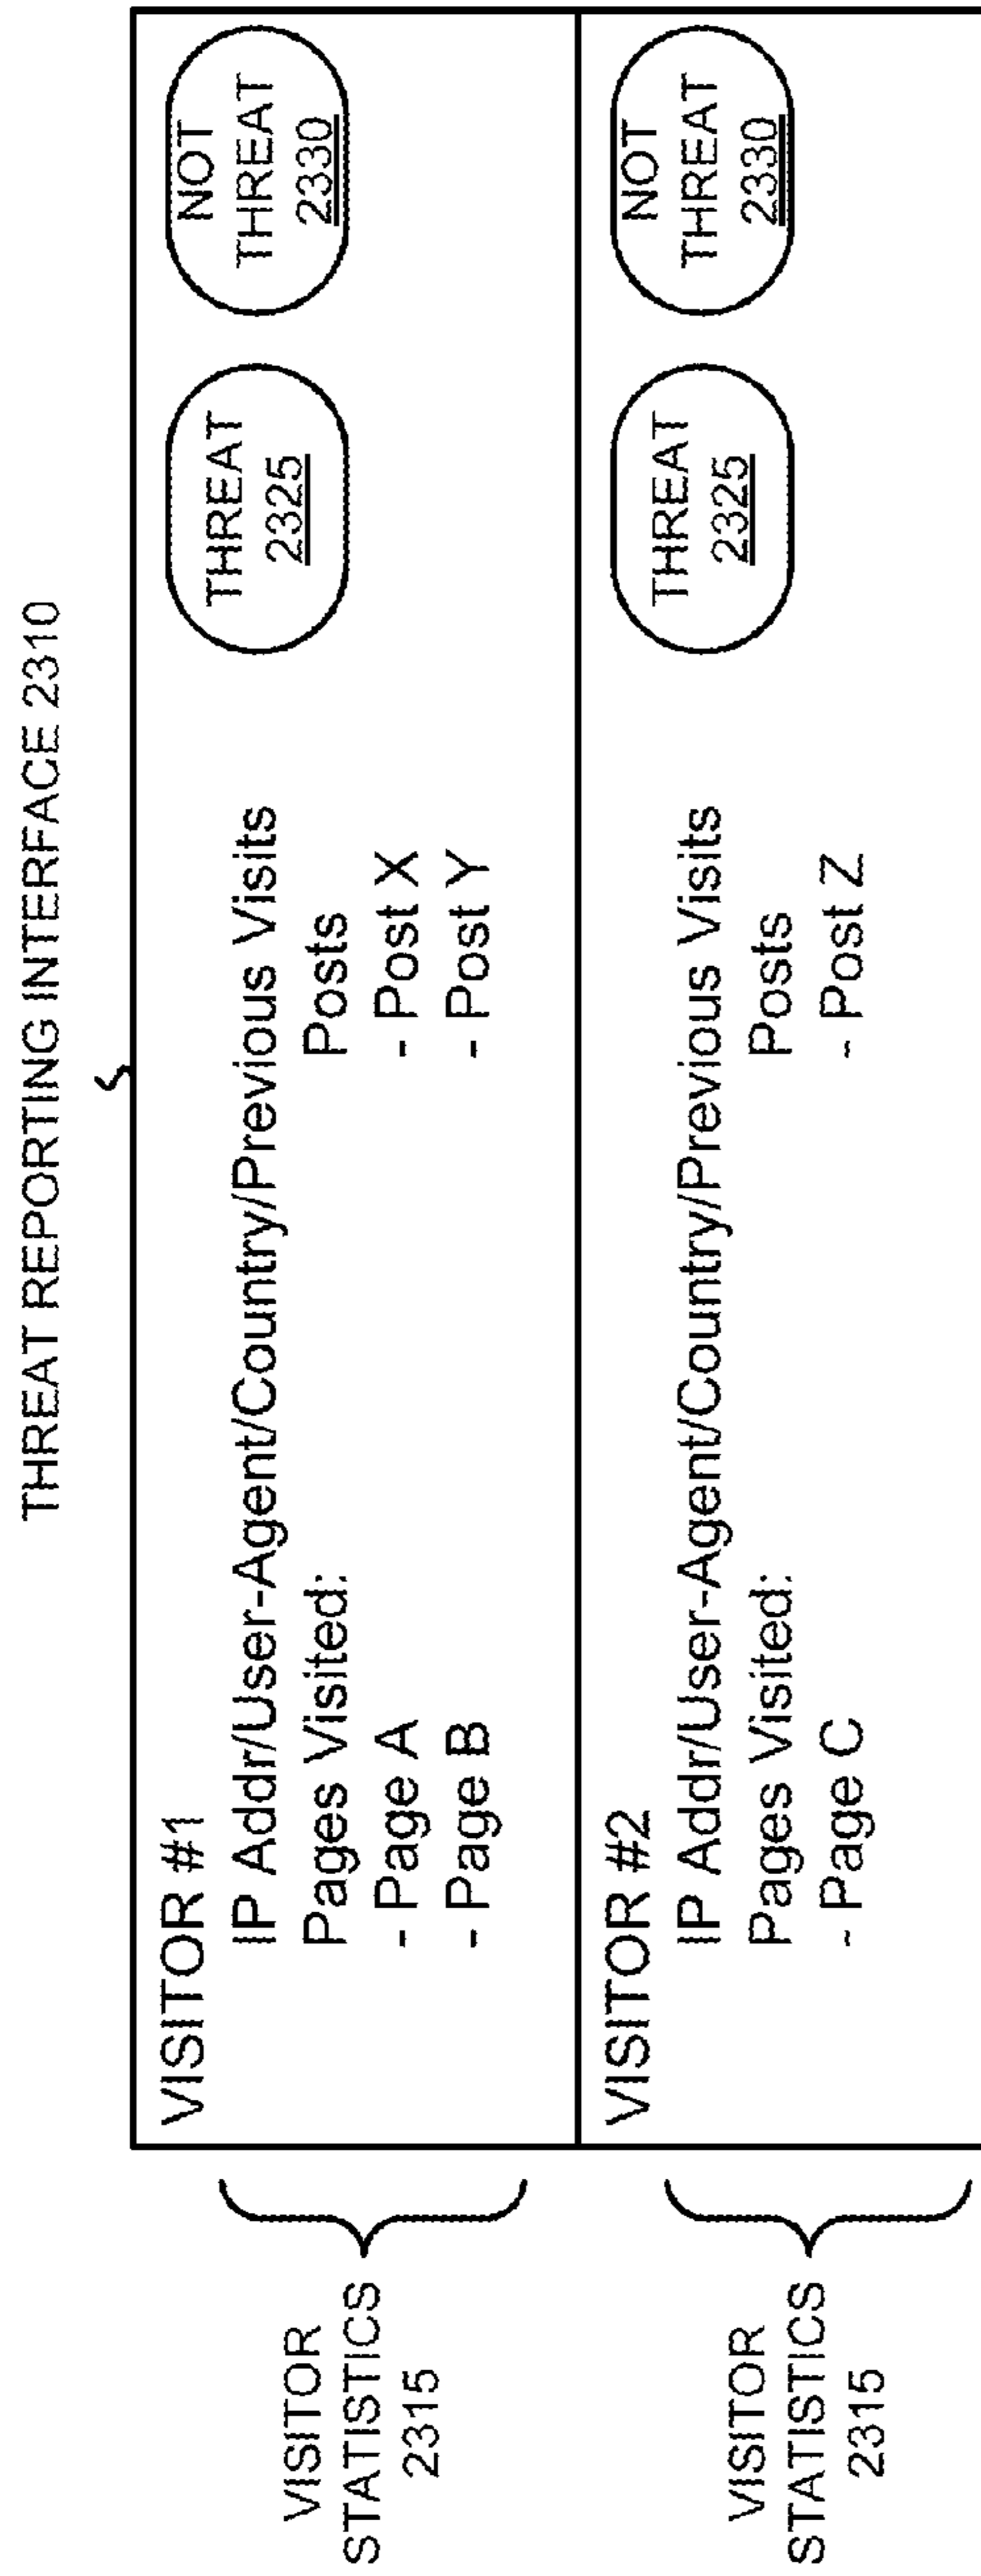 THREAT REPORTING INTERFACE 2310
VISITOR #1
IP Addr/User-Agent/Country/Previous Visits
Pages Visited:
Posts
- Page A
- Post X
- Page B
- Post Y
THREAT
2325
NOT
THREAT
2330
VISITOR
STATISTICS
2315
VISITOR #2
IP Addr/User-Agent/Country/Previous Visits
Pages Visited:
Posts
- Page C
- Post Z
THREAT
2325
NOT
THREAT
2330
VISITOR
STATISTICS
2315